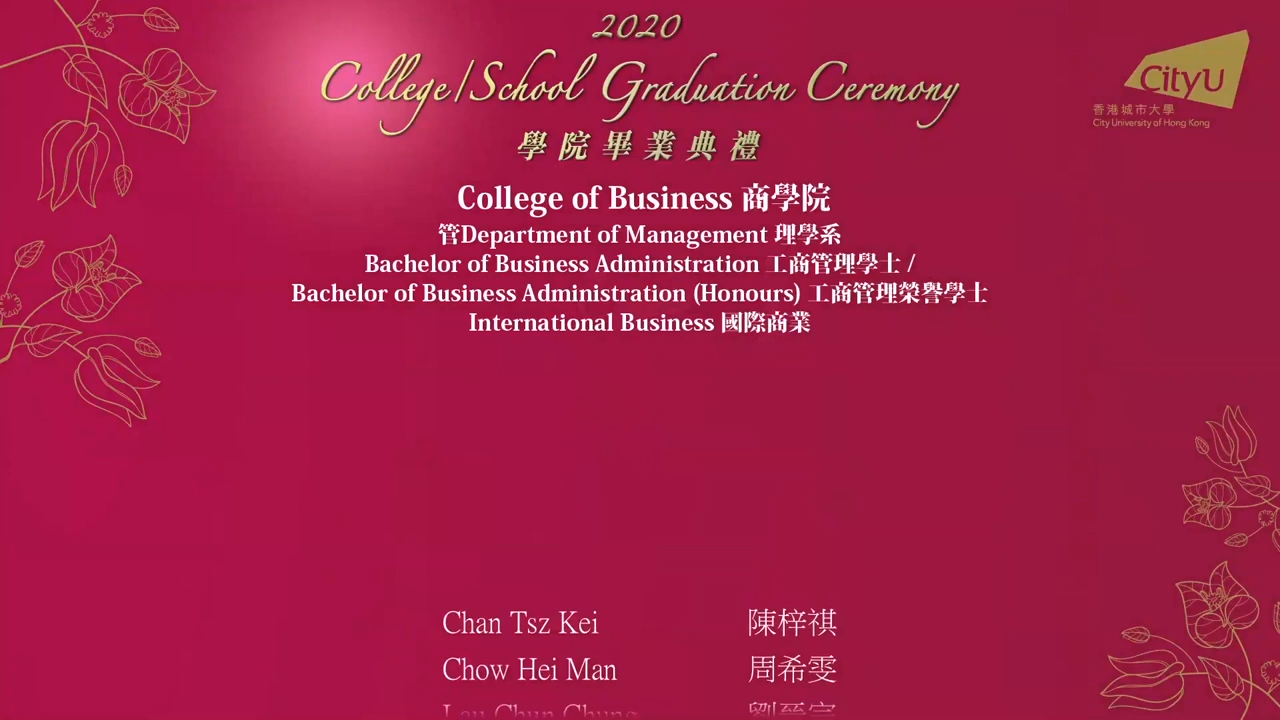 2020
College/School Graduation Ceremony
學院畢業典禮
CityU
香港城市大學
City University of Hong Kong
College of Business 商學院
管Department of Management 理學系
Bachelor of Business Administration 工商管理學士 /
Bachelor of Business Administration (Honours) 工商管理榮譽學士
International Business 國際商業
Chan Tsz Kei 陳梓祺
Chow Hei Man 周希雯
Lau Chun Chung